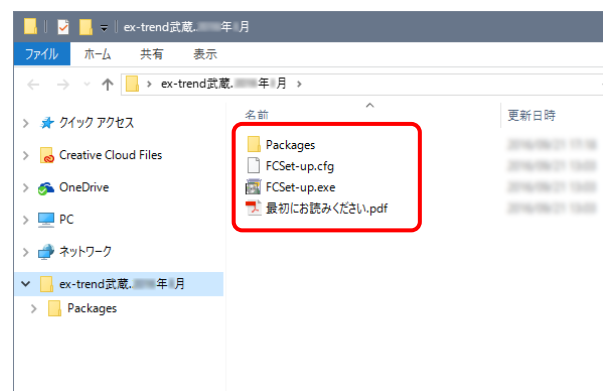 ex-trend武蔵. 年 月
ファイル ホーム 共有 表示
ex-trend武蔵. 年 月
名前 更新日時
クイック アクセス
Creative Cloud Files
OneDrive
PC
ネットワーク
ex-trend武蔵. 年 月
Packages
Packages
FCSet-up.cfg
FCSet-up.exe
最初にお読みください.pdf